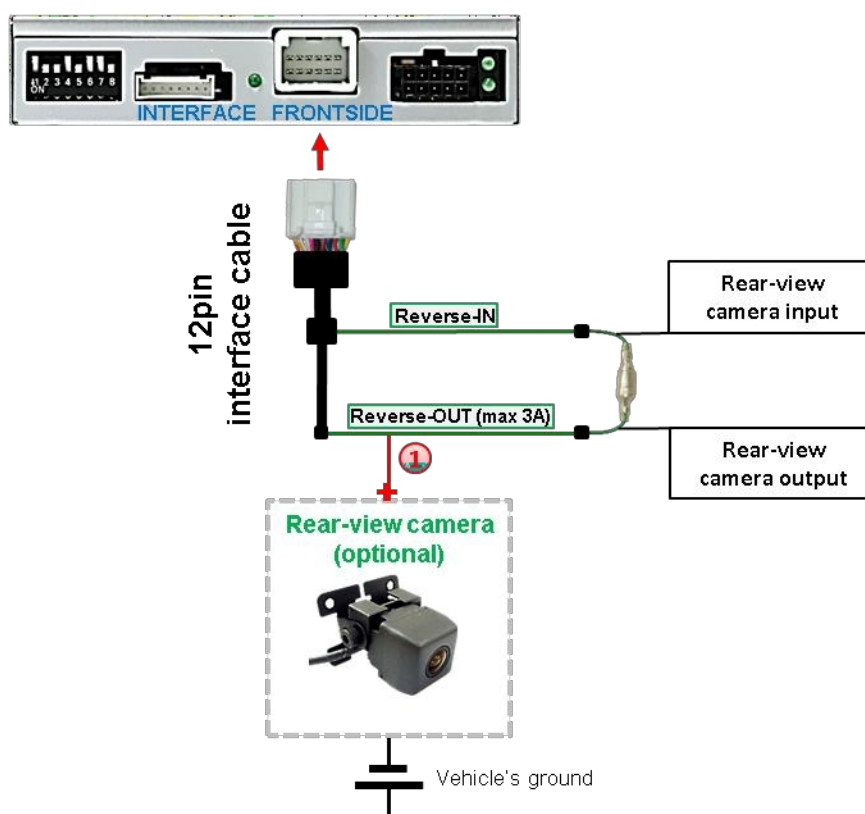 1 2 3 4 5 6 7 8
ON
INTERFACE FRONTSIDE
12pin
interface cable
Reverse-IN
Rear-view
camera input
Reverse-OUT (max 3A)
Rear-view
camera output
1
Rear-view camera
(optional)
Vehicle's ground